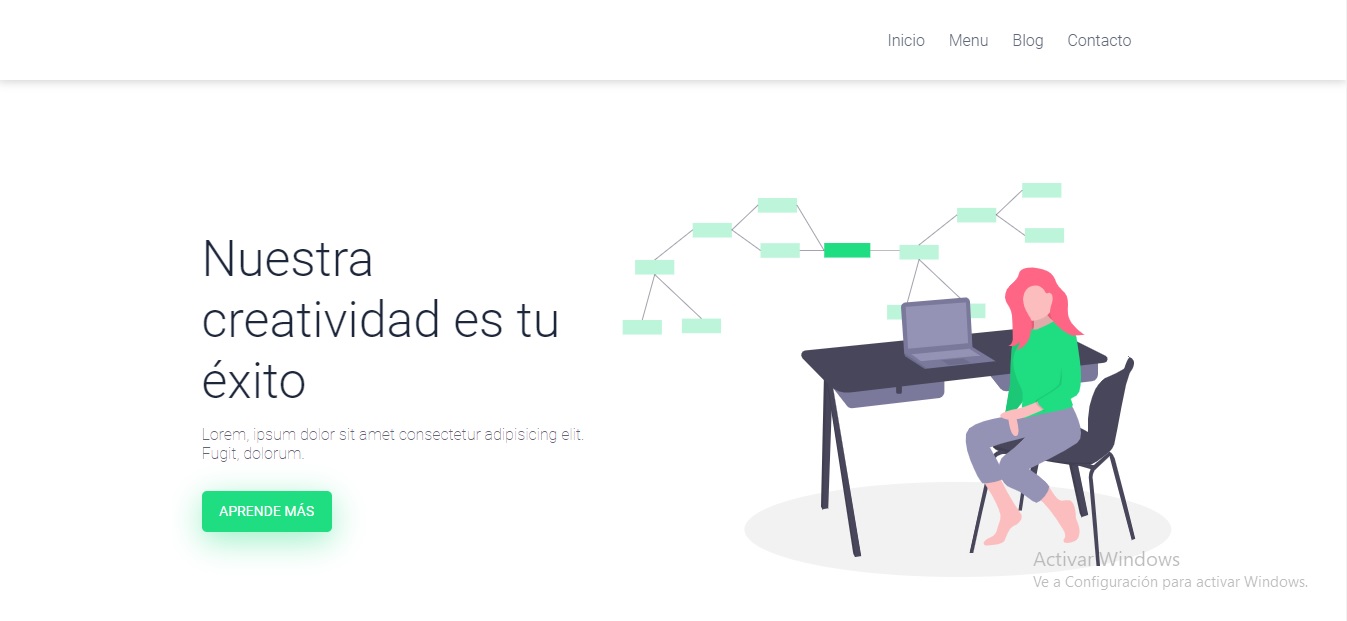 Inicio Menu Blog Contacto
Nuestra
creatividad es tu
éxito
Lorem, ipsum dolor sit amet consectetur adipisicing elit.
Fugit, dolorum.
APRENDE MÁS
Activar Windows
Ve a Configuración para activar Windows.